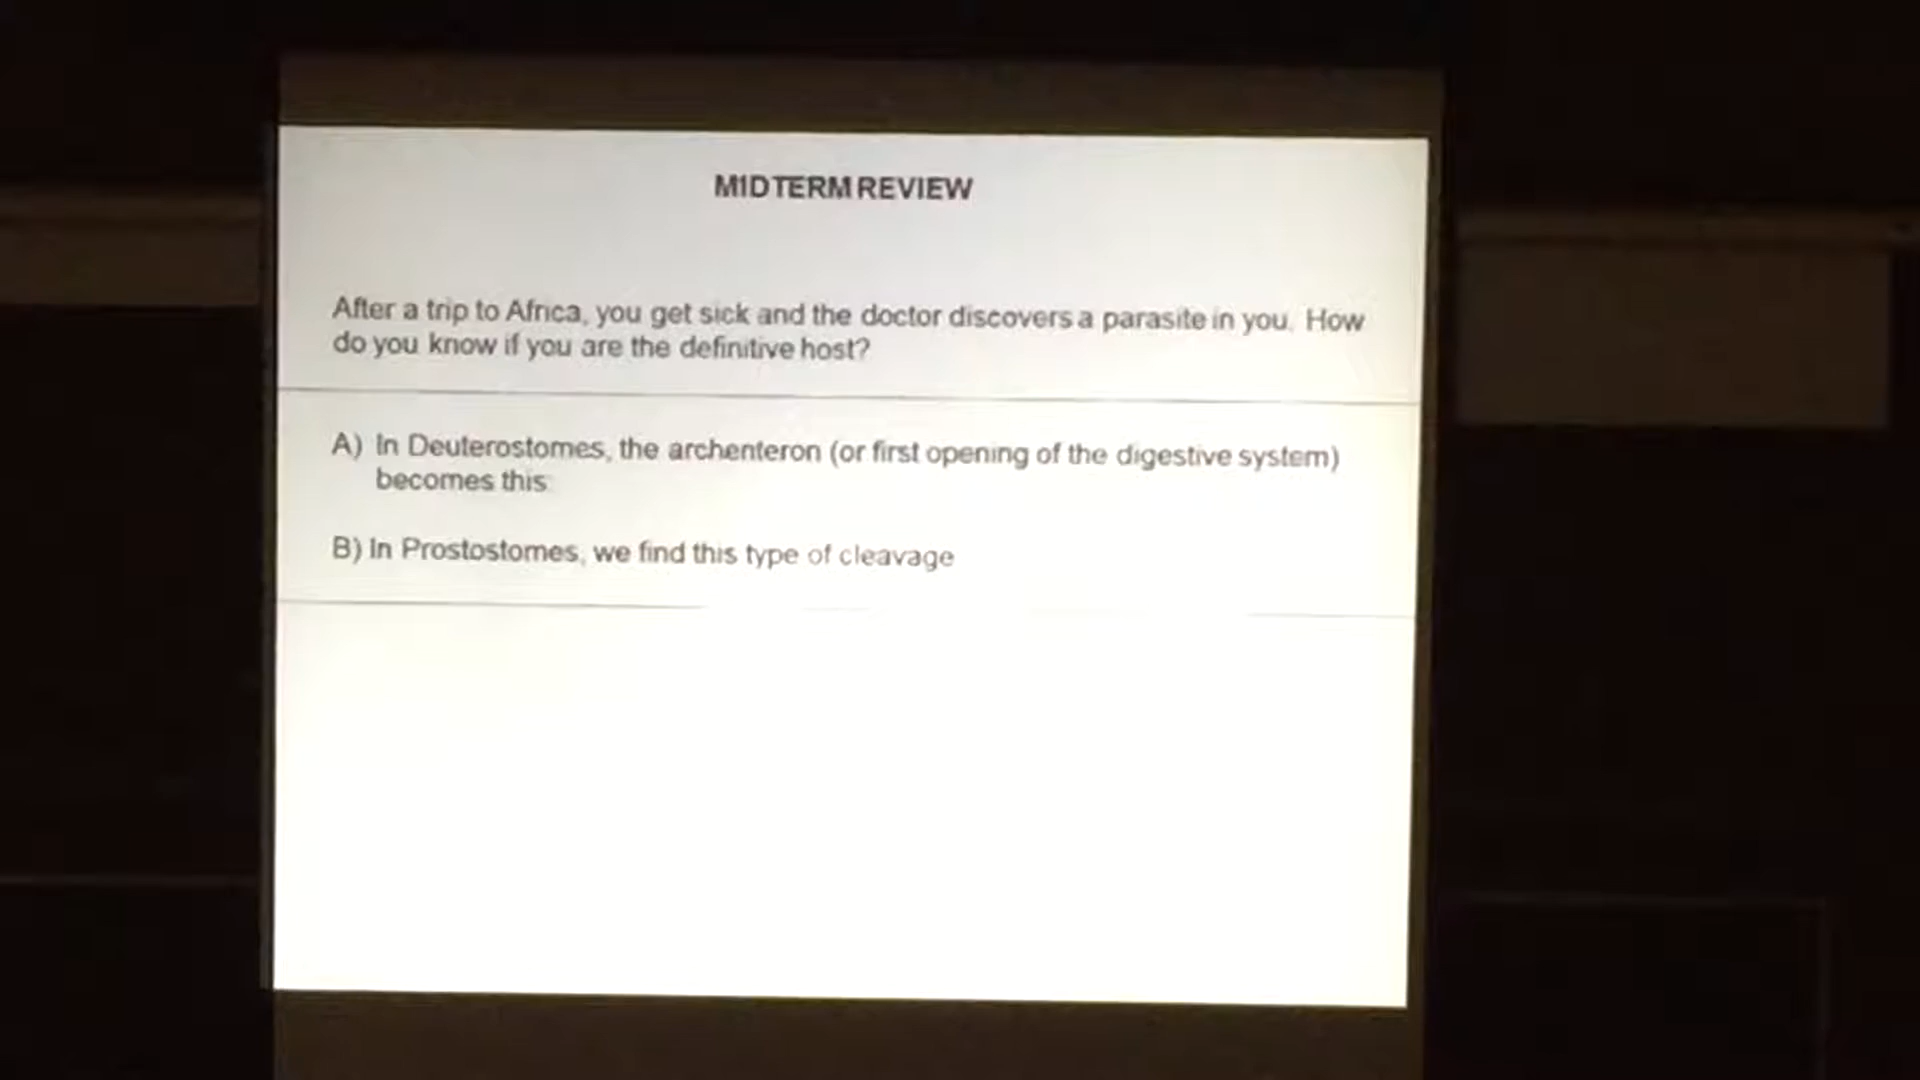 MIDTERM REVIEW
After a trip to Africa, you get sick and the doctor discovers a parasite in you. How
do you know if you are the definitive host?
A) In Deuterostomes, the archenteron (or first opening of the digestive system)
becomes this:
B) In Prostostomes, we find this type of cleavage